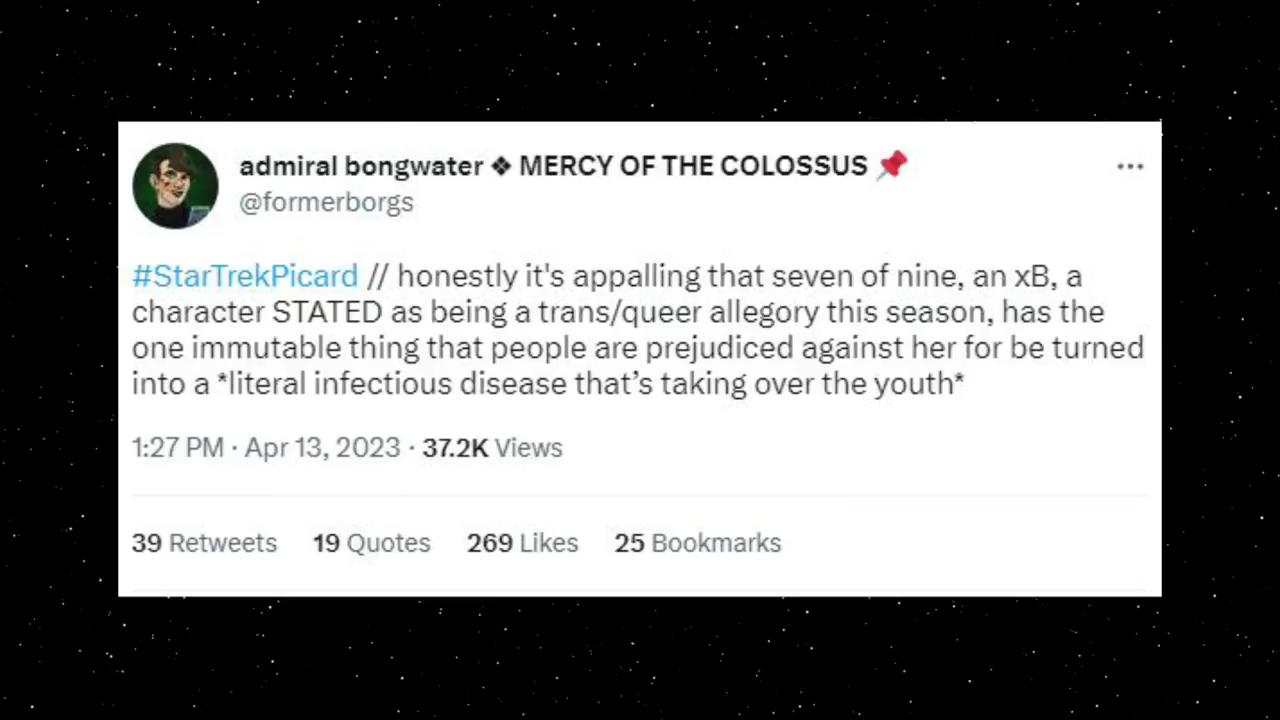 admiral bongwater ❖ MERCY OF THE COLOSSUS 📌
@formerborgs
#StarTrekPicard // honestly it's appalling that seven of nine, an xB, a
character STATED as being a trans/queer allegory this season, has the
one immutable thing that people are prejudiced against her for be turned
into a *literal infectious disease that’s taking over the youth*
1:27 PM · Apr 13, 2023 · 37.2K Views
39 Retweets 19 Quotes 269 Likes 25 Bookmarks